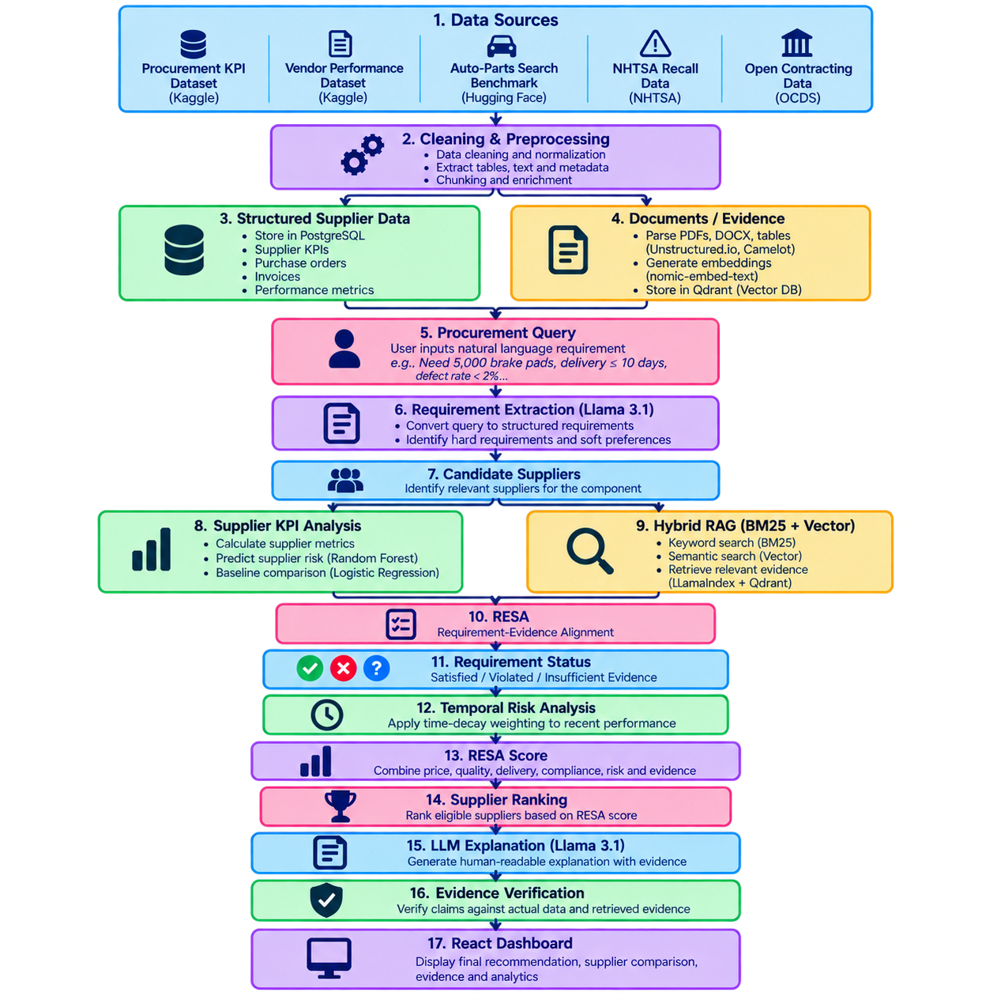 1. Data Sources
Procurement KPI
Dataset
(Kaggle)
Vendor Performance
Dataset
(Kaggle)
Auto-Parts Search
Benchmark
(Hugging Face)
NHTSA Recall
Data
(NHTSA)
Open Contracting
Data
(OCDS)
2. Cleaning & Preprocessing
• Data cleaning and normalization
• Extract tables, text and metadata
• Chunking and enrichment
3. Structured Supplier Data
• Store in PostgreSQL
• Supplier KPIs
• Purchase orders
• Invoices
• Performance metrics
4. Documents / Evidence
• Parse PDFs, DOCX, tables
(Unstructured.io, Camelot)
• Generate embeddings
(nomic-embed-text)
• Store in Qdrant (Vector DB)
5. Procurement Query
User inputs natural language requirement
e.g., Need 5,000 brake pads, delivery ≤ 10 days,
defect rate < 2%...
6. Requirement Extraction (Llama 3.1)
• Convert query to structured requirements
• Identify hard requirements and soft preferences
7. Candidate Suppliers
Identify relevant suppliers for the component
8. Supplier KPI Analysis
• Calculate supplier metrics
• Predict supplier risk (Random Forest)
• Baseline comparison (Logistic Regression)
9. Hybrid RAG (BM25 + Vector)
• Keyword search (BM25)
• Semantic search (Vector)
• Retrieve relevant evidence
(LLamaIndex + Qdrant)
10. RESA
Requirement-Evidence Alignment
?
11. Requirement Status
Satisfied / Violated / Insufficient Evidence
12. Temporal Risk Analysis
Apply time-decay weighting to recent performance
13. RESA Score
Combine price, quality, delivery, compliance, risk and evidence
14. Supplier Ranking
Rank eligible suppliers based on RESA score
15. LLM Explanation (Llama 3.1)
Generate human-readable explanation with evidence
16. Evidence Verification
Verify claims against actual data and retrieved evidence
17. React Dashboard
Display final recommendation, supplier comparison,
evidence and analytics